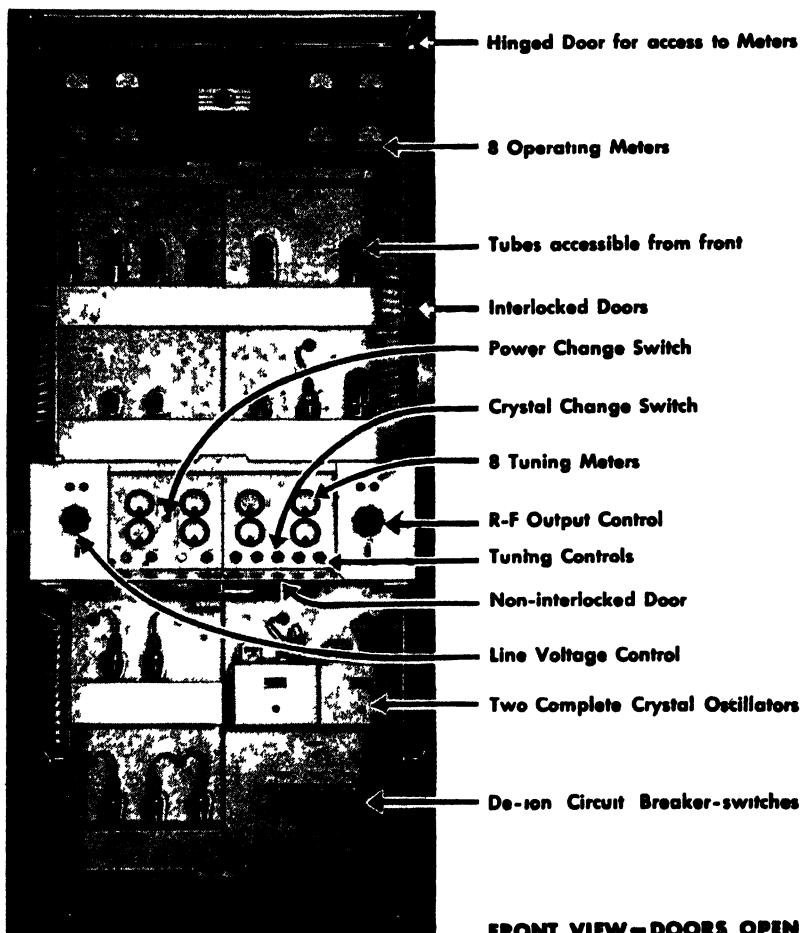 Hinged Door for access to Meters
8 Operating Meters
Tubes accessible from front
Interlocked Doors
Power Change Switch
Crystal Change Switch
8 Tuning Meters
R-F Output Control
Tuning Controls
Non-interlocked Door
Line Voltage Control
Two Complete Crystal Oscillators
De-ion Circuit Breaker-switches
FRONT VIEW—DOORS OPEN